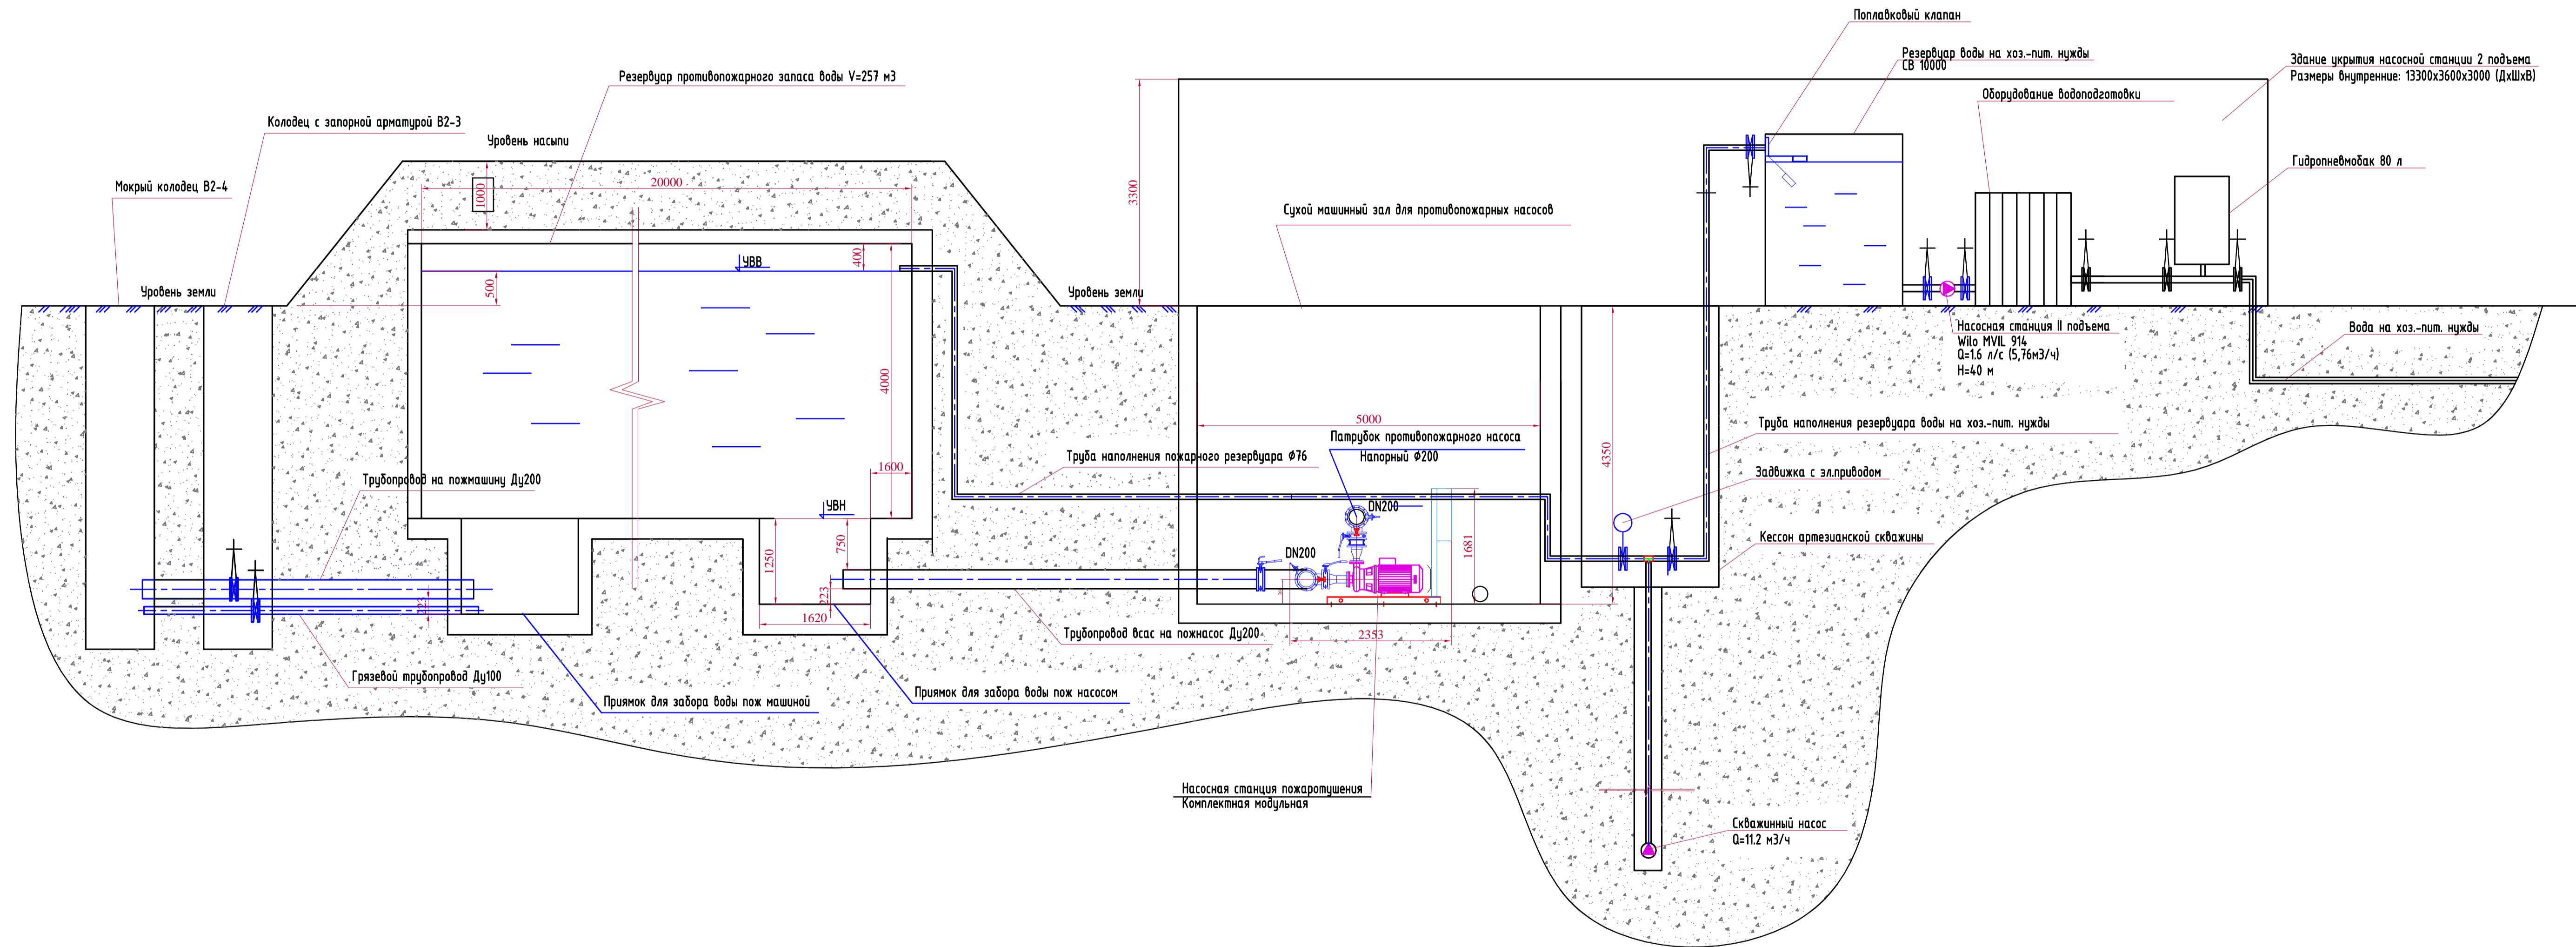 Поплавковый клапан
Резервуар воды на хоз.-пит. нужды
СВ 10000
Здание укрытия насосной станции 2 подъема
Размеры внутренние: 13300х3600х3000 (ДхШхВ)
Оборудование водоподготовки
Гидропневмобак 80 л
Резервуар противопожарного запаса воды V=257 м3
Колодец с запорной арматурой В2-3
Уровень насыпи
Мокрый колодец В2-4
1000
20000
3300
Сухой машинный зал для противопожарных насосов
400
УВВ
500
Уровень земли
Уровень земли
Насосная станция II подъема
Wilo MVIL 914
Q=1.6 л/с (5,76м3/ч)
H=40 м
Вода на хоз.-пит. нужды
4000
5000
Патрубок противопожарного насоса
Напорный Ф200
4350
Труба наполнения резервуара воды на хоз.-пит. нужды
Труба наполнения пожарного резервуара Ф76
1600
Задвижка с эл.приводом
Трубопровод на пожмашину Ду200
УВН
DN200
1250
750
1681
DN200
Кессон артезианской скважины
223
1620
2353
Трубопровод всас на пожнасос Ду200
Грязевой трубопровод Ду100
Приямок для забора воды пож машиной
Приямок для забора воды пож насосом
Насосная станция пожаротушения
Комплектная модульная
Скважинный насос
Q=11.2 м3/ч